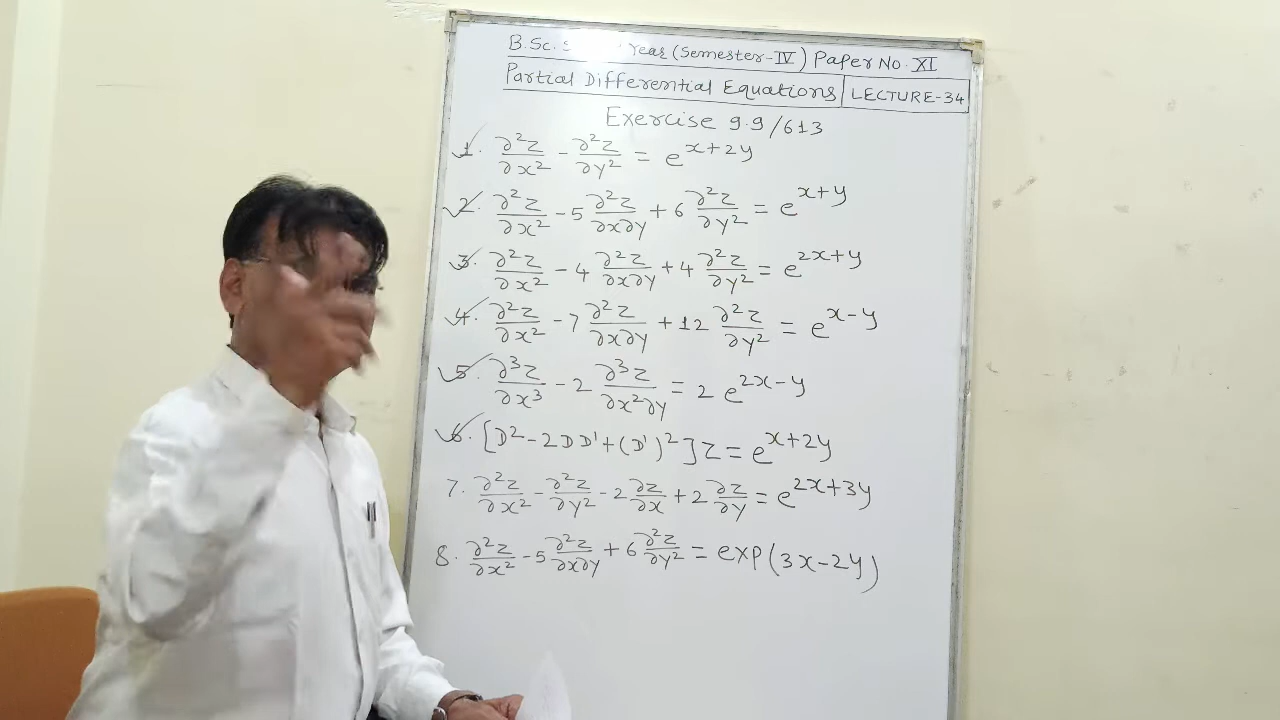 B.Sc. Year (Semester-IV) Paper No. XI
Partial Differential Equations LECTURE-34
Exercise 9.9/613
1. ∂²z/∂x² - ∂²z/∂y² = e^(x+2y)
2. ∂²z/∂x² - 5 ∂²z/∂x∂y + 6 ∂²z/∂y² = e^(x+y)
3. ∂²z/∂x² - 4 ∂²z/∂x∂y + 4 ∂²z/∂y² = e^(2x+y)
4. ∂²z/∂x² - 7 ∂²z/∂x∂y + 12 ∂²z/∂y² = e^(x-y)
5. ∂³z/∂x³ - 2 ∂³z/∂x²∂y = 2 e^(2x-y)
6. [D² - 2DD' + (D')²] z = e^(x+2y)
7. ∂²z/∂x² - ∂²z/∂y² - 2 ∂z/∂x + 2 ∂z/∂y = e^(2x+3y)
8. ∂²z/∂x² - 5 ∂²z/∂x∂y + 6 ∂²z/∂y² = exp(3x-2y)